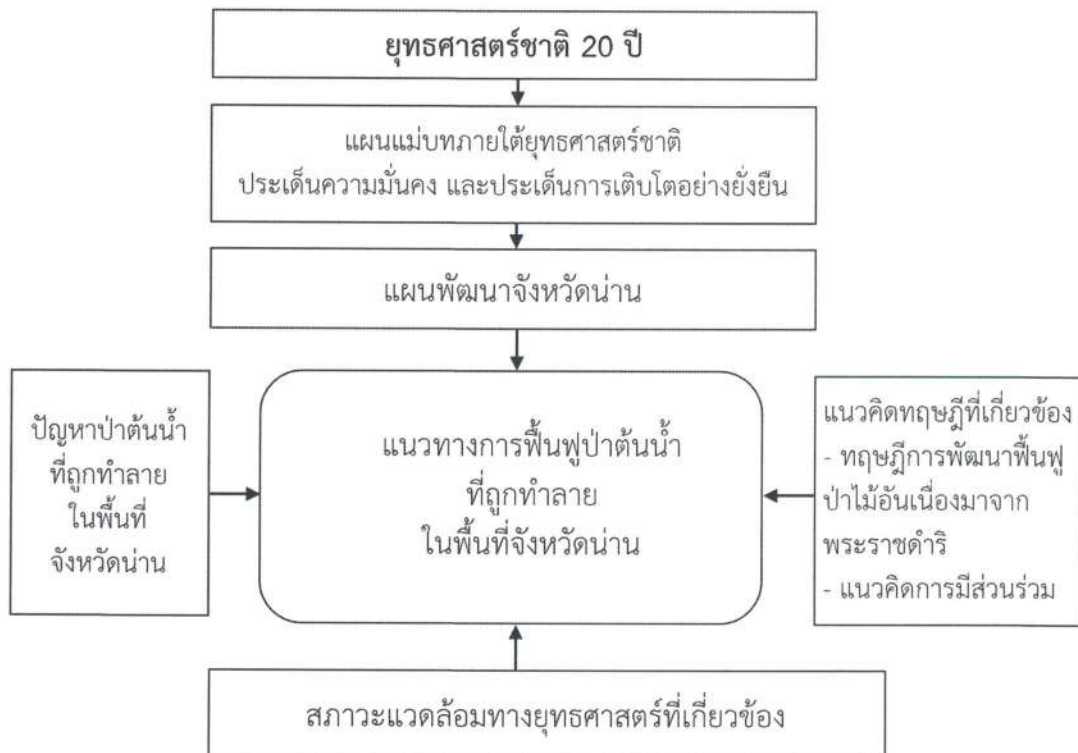 ยุทธศาสตร์ชาติ 20 ปี
แผนแม่บทภายใต้ยุทธศาสตร์ชาติ
ประเด็นความมั่นคง และประเด็นการเติบโตอย่างยั่งยืน
แผนพัฒนาจังหวัดน่าน
ปัญหาป่าต้นน้ำ
ที่ถูกทำลาย
ในพื้นที่
จังหวัดน่าน
แนวทางการฟื้นฟูป่าต้นน้ำ
ที่ถูกทำลาย
ในพื้นที่จังหวัดน่าน
แนวคิดทฤษฎีที่เกี่ยวข้อง
- ทฤษฎีการพัฒนาฟื้นฟู
ป่าไม้อันเนื่องมาจาก
พระราชดำริ
- แนวคิดการมีส่วนร่วม
สภาวะแวดล้อมทางยุทธศาสตร์ที่เกี่ยวข้อง